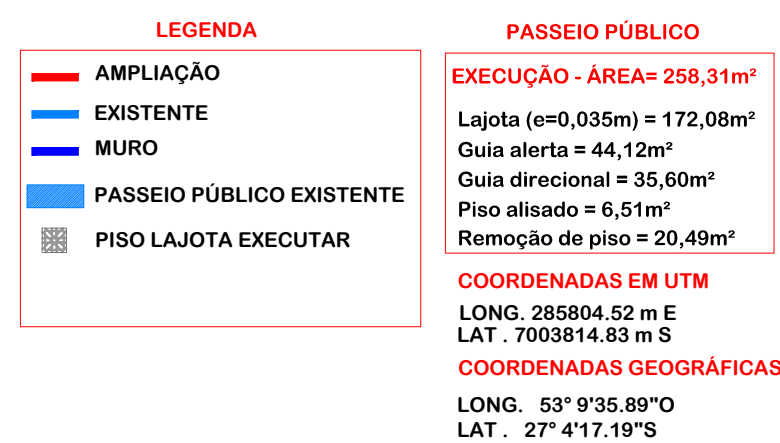 LEGENDA
AMPLIAÇÃO
EXISTENTE
MURO
PASSEIO PÚBLICO EXISTENTE
PISO LAJOTA EXECUTAR
PASSEIO PÚBLICO
EXECUÇÃO - ÁREA= 258,31m²
Lajota (e=0,035m) = 172,08m²
Guia alerta = 44,12m²
Guia direcional = 35,60m²
Piso alisado = 6,51m²
Remoção de piso = 20,49m²
COORDENADAS EM UTM
LONG. 285804.52 m E
LAT . 7003814.83 m S
COORDENADAS GEOGRÁFICAS
LONG. 53° 9'35.89"O
LAT . 27° 4'17.19"S